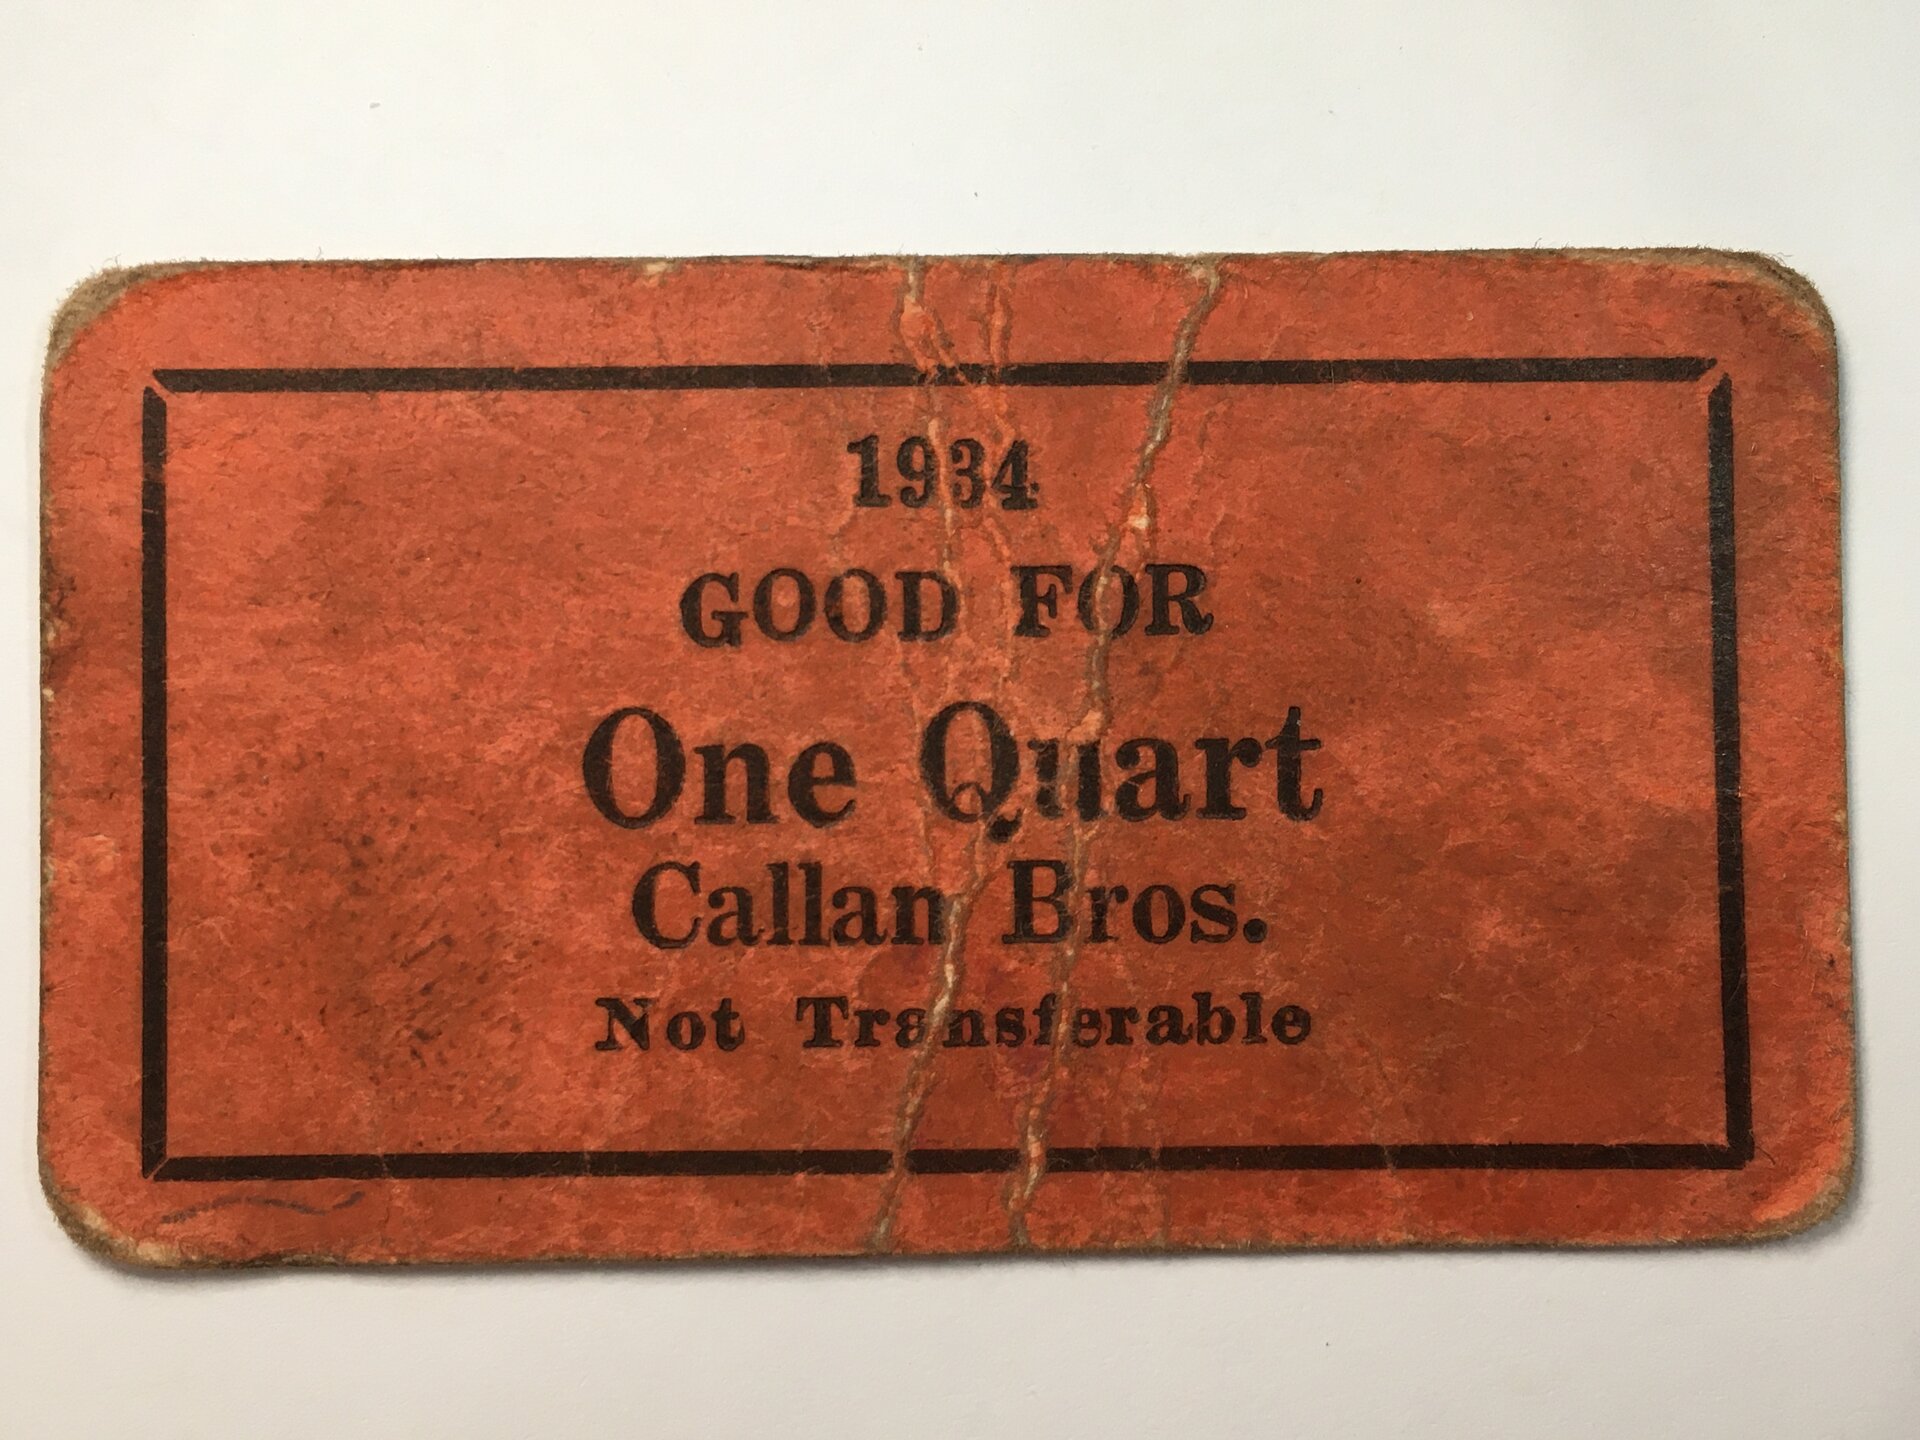 1934
GOOD FOR
One Quart
Callan Bros.
Not Transferable